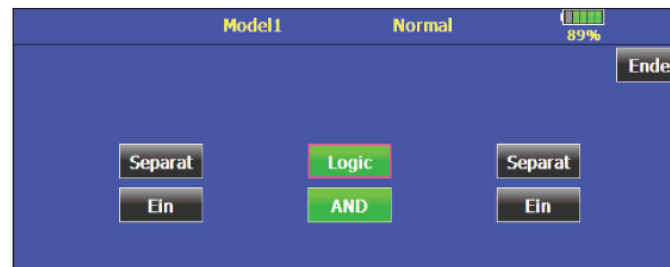 Model1 Normal 89%
Ende
Separat Logic Separat
Ein AND Ein